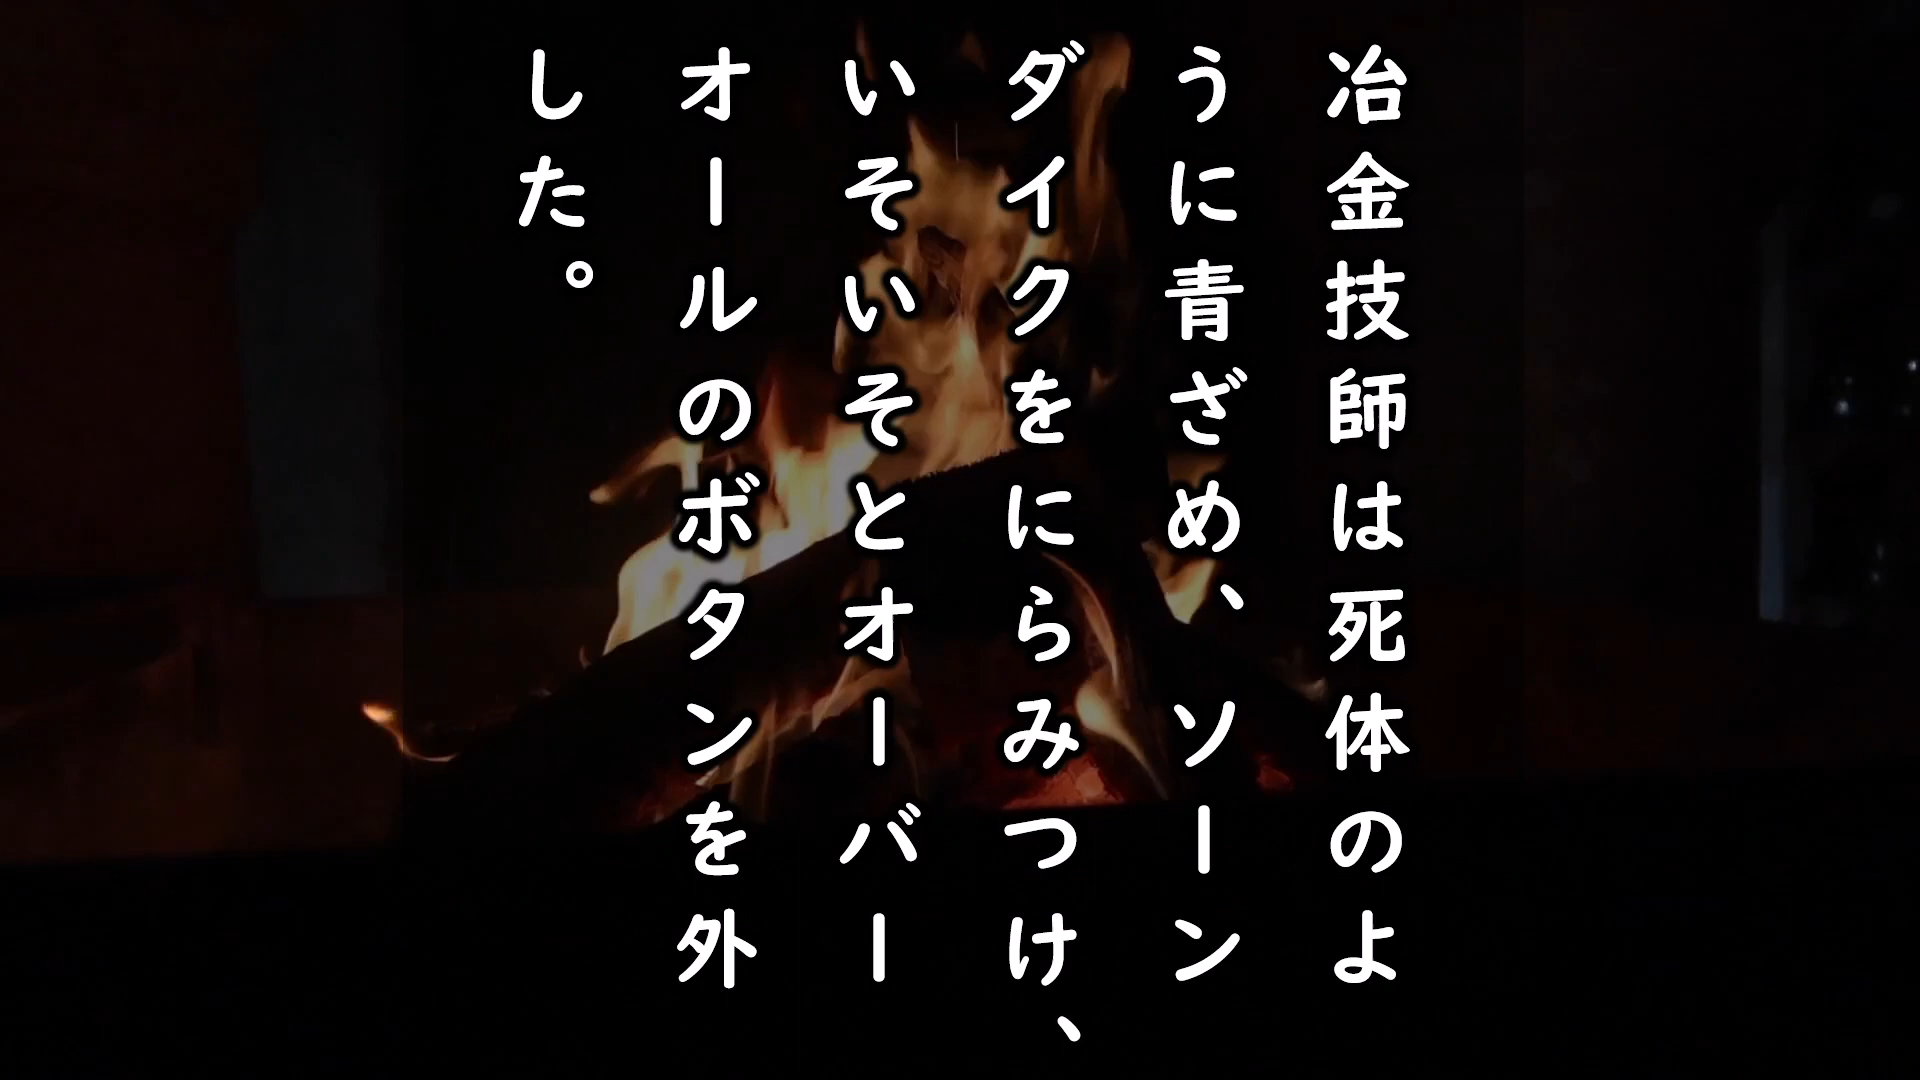 冶金技師は死体のよ
うに青ざめ、ソーン
ダイクをにらみつけ、
いそいそとオーバー
オールのボタンを外
した。